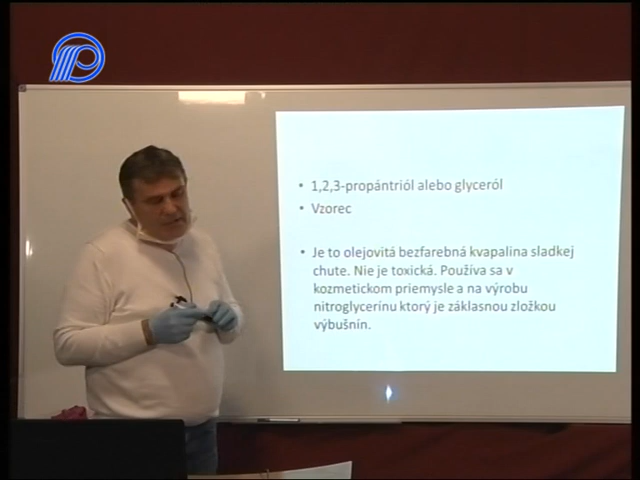 • 1,2,3-propántriól alebo glyceról
• Vzorec
• Je to olejovitá bezfarebná kvapalina sladkej
chute. Nie je toxická. Používa sa v
kozmetickom priemysle a na výrobu
nitroglycerínu ktorý je záklasnou zložkou
výbušnín.